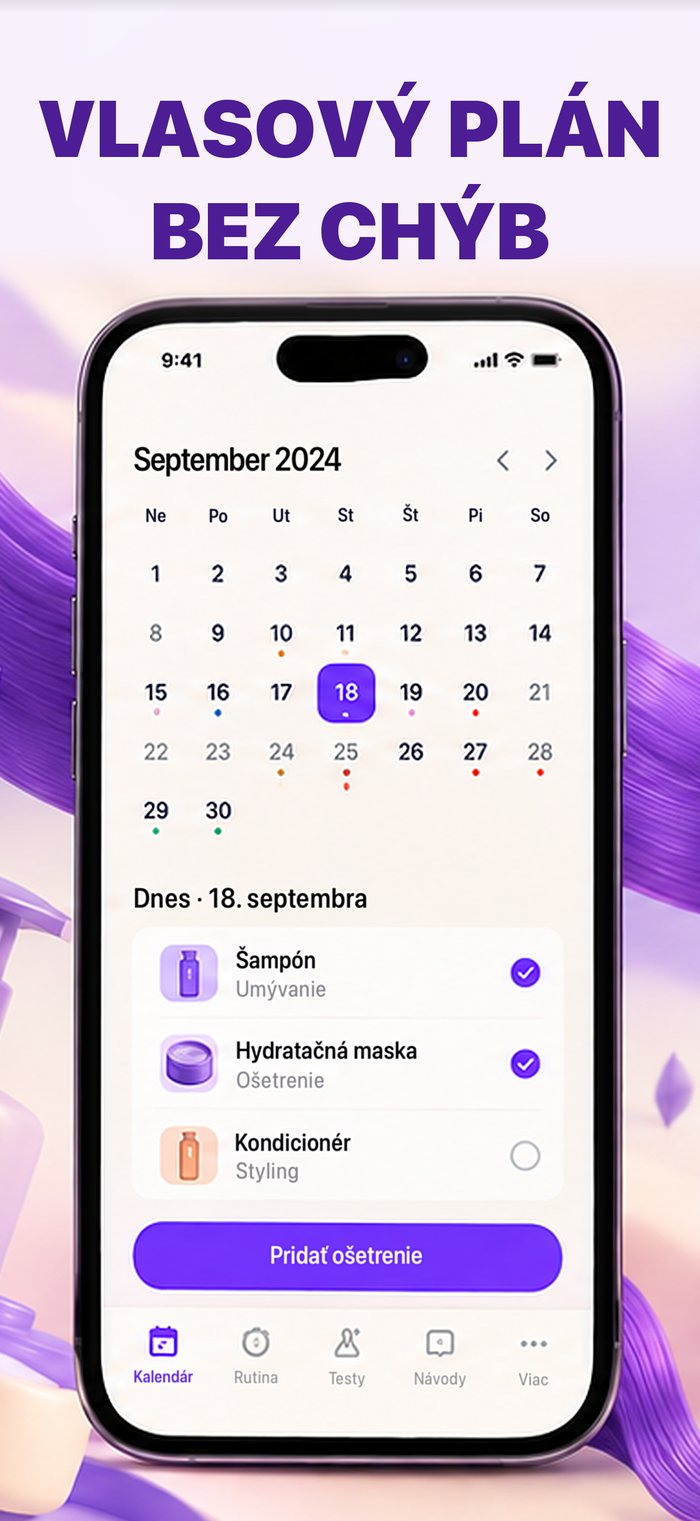 VLASOVÝ PLÁN
BEZ CHÝB
9:41
September 2024
Ne Po Ut St Št Pi So
1 2 3 4 5 6 7
8 9 10 11 12 13 14
15 16 17 18 19 20 21
22 23 24 25 26 27 28
29 30
Dnes · 18. septembra
Šampón
Umývanie
Hydratačná maska
Ošetrenie
Kondicionér
Styling
Pridať ošetrenie
Kalendár Rutina Testy Návody Viac